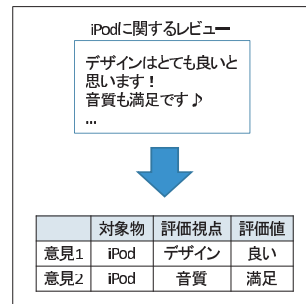 iPodに関するレビュー
デザインはとても良いと
思います！
音質も満足です♪
...
対象物 評価視点 評価値
意見1 iPod デザイン 良い
意見2 iPod 音質 満足